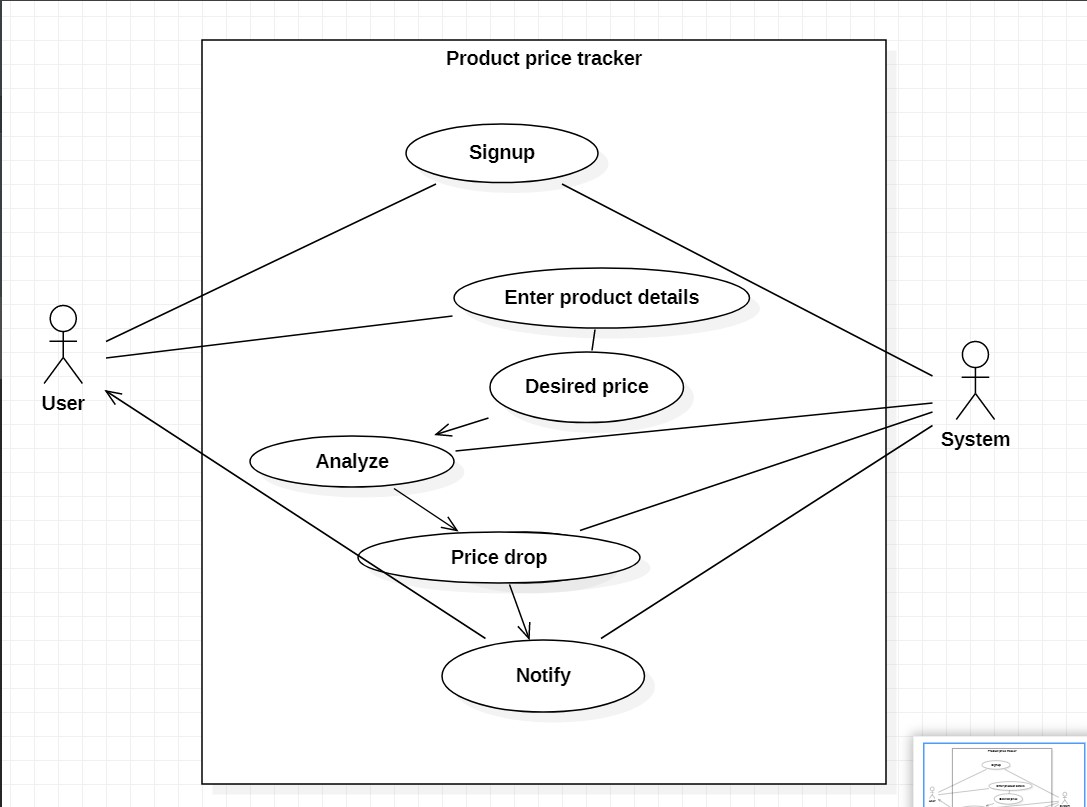 Product price tracker
Signup
Enter product details
Desired price
User
System
Analyze
Price drop
Notify